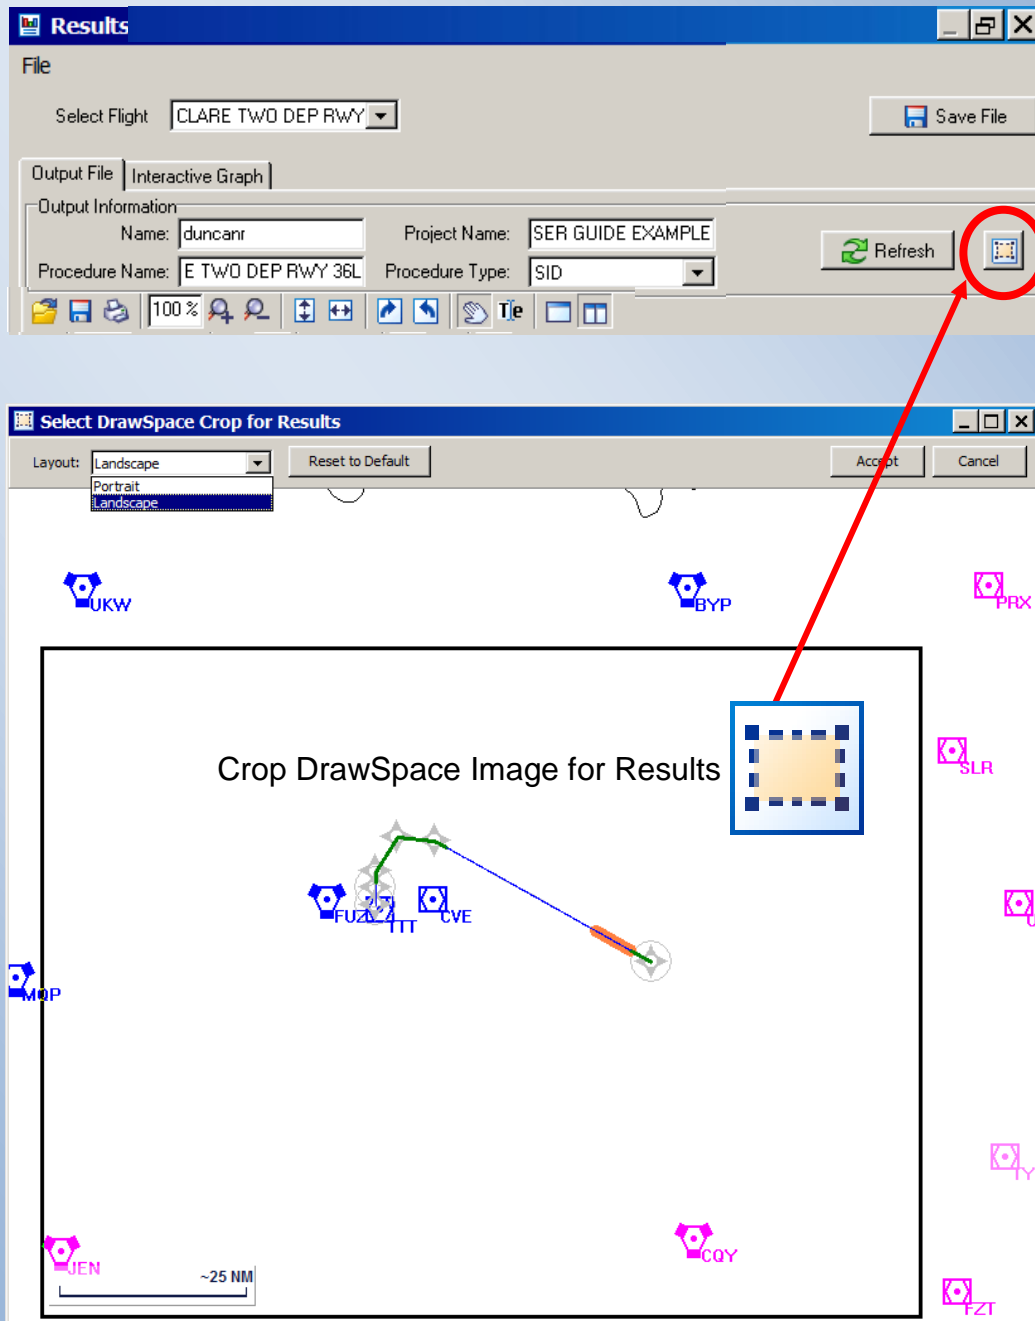 Results
File
Select Flight CLARE TWO DEP RWY Save File
Output File Interactive Graph
Output Information
Name: duncanr Project Name: SER GUIDE EXAMPLE Refresh
Procedure Name: E TWO DEP RWY 36L Procedure Type: SID
100 % TIe
Select DrawSpace Crop for Results
Layout: Landscape Reset to Default Accept Cancel
Portrait
Landscape
UKW BYP PRX
Crop DrawSpace Image for Results
SLR
FUZ TTT CVE
MQP
TY
CQY
JEN
~25 NM
FZT